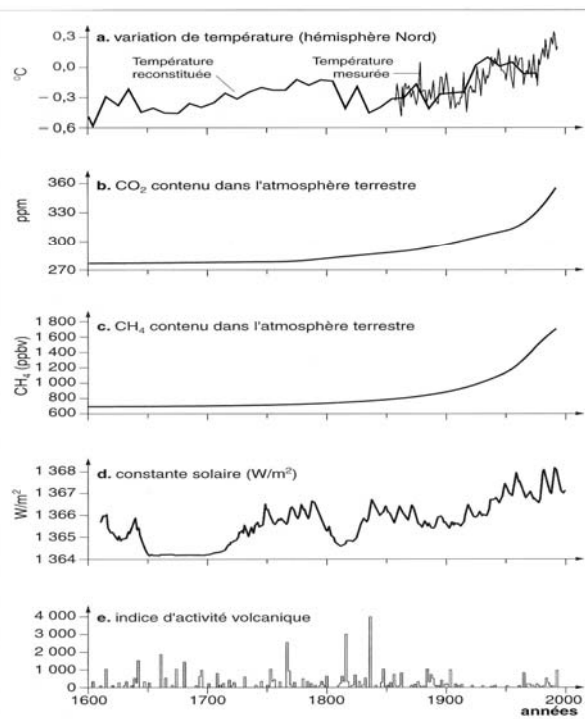 0,3
a. variation de température (hémisphère Nord)
Température
reconstituée
Température
mesurée
°C
0,0
– 0,3
– 0,6
b. CO2 contenu dans l'atmosphère terrestre
ppm
360
330
300
270
c. CH4 contenu dans l'atmosphère terrestre
CH4 (ppbv)
1 800
1 600
1 400
1 200
1 000
800
600
d. constante solaire (W/m²)
W/m²
1 368
1 367
1 366
1 365
1 364
e. indice d'activité volcanique
4 000
3 000
2 000
1 000
0
1600
1700
1800
1900
2000
années